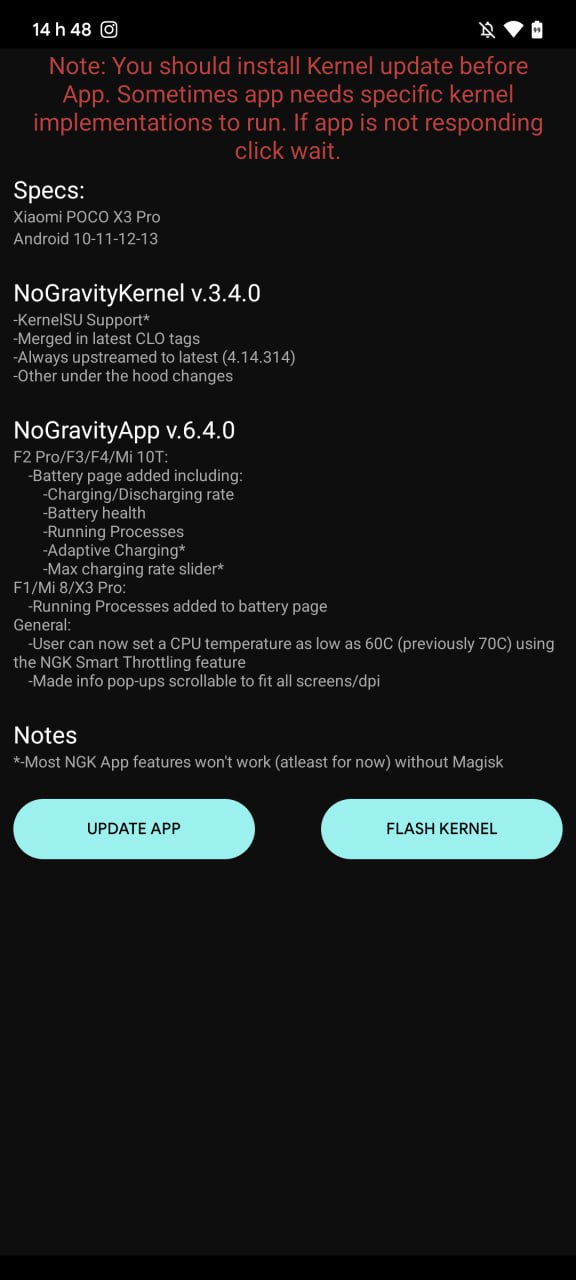 14 h 48
99
Note: You should install Kernel update before
App. Sometimes app needs specific kernel
implementations to run. If app is not responding
click wait.
Specs:
Xiaomi POCO X3 Pro
Android 10-11-12-13
NoGravityKernel v.3.4.0
-KernelSU Support*
-Merged in latest CLO tags
-Always upstreamed to latest (4.14.314)
-Other under the hood changes
NoGravityApp v.6.4.0
F2 Pro/F3/F4/Mi 10T:
-Battery page added including:
-Charging/Discharging rate
-Battery health
-Running Processes
-Adaptive Charging*
-Max charging rate slider*
F1/Mi 8/X3 Pro:
-Running Processes added to battery page
General:
-User can now set a CPU temperature as low as 60C (previously 70C) using
the NGK Smart Throttling feature
-Made info pop-ups scrollable to fit all screens/dpi
Notes
*-Most NGK App features won't work (atleast for now) without Magisk
UPDATE APP
FLASH KERNEL